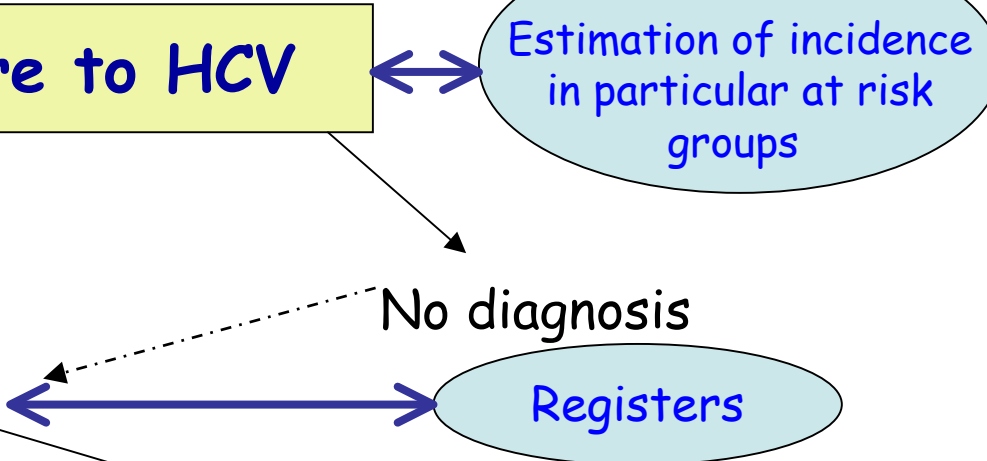 re to HCV
Estimation of incidence
in particular at risk
groups
No diagnosis
Registers